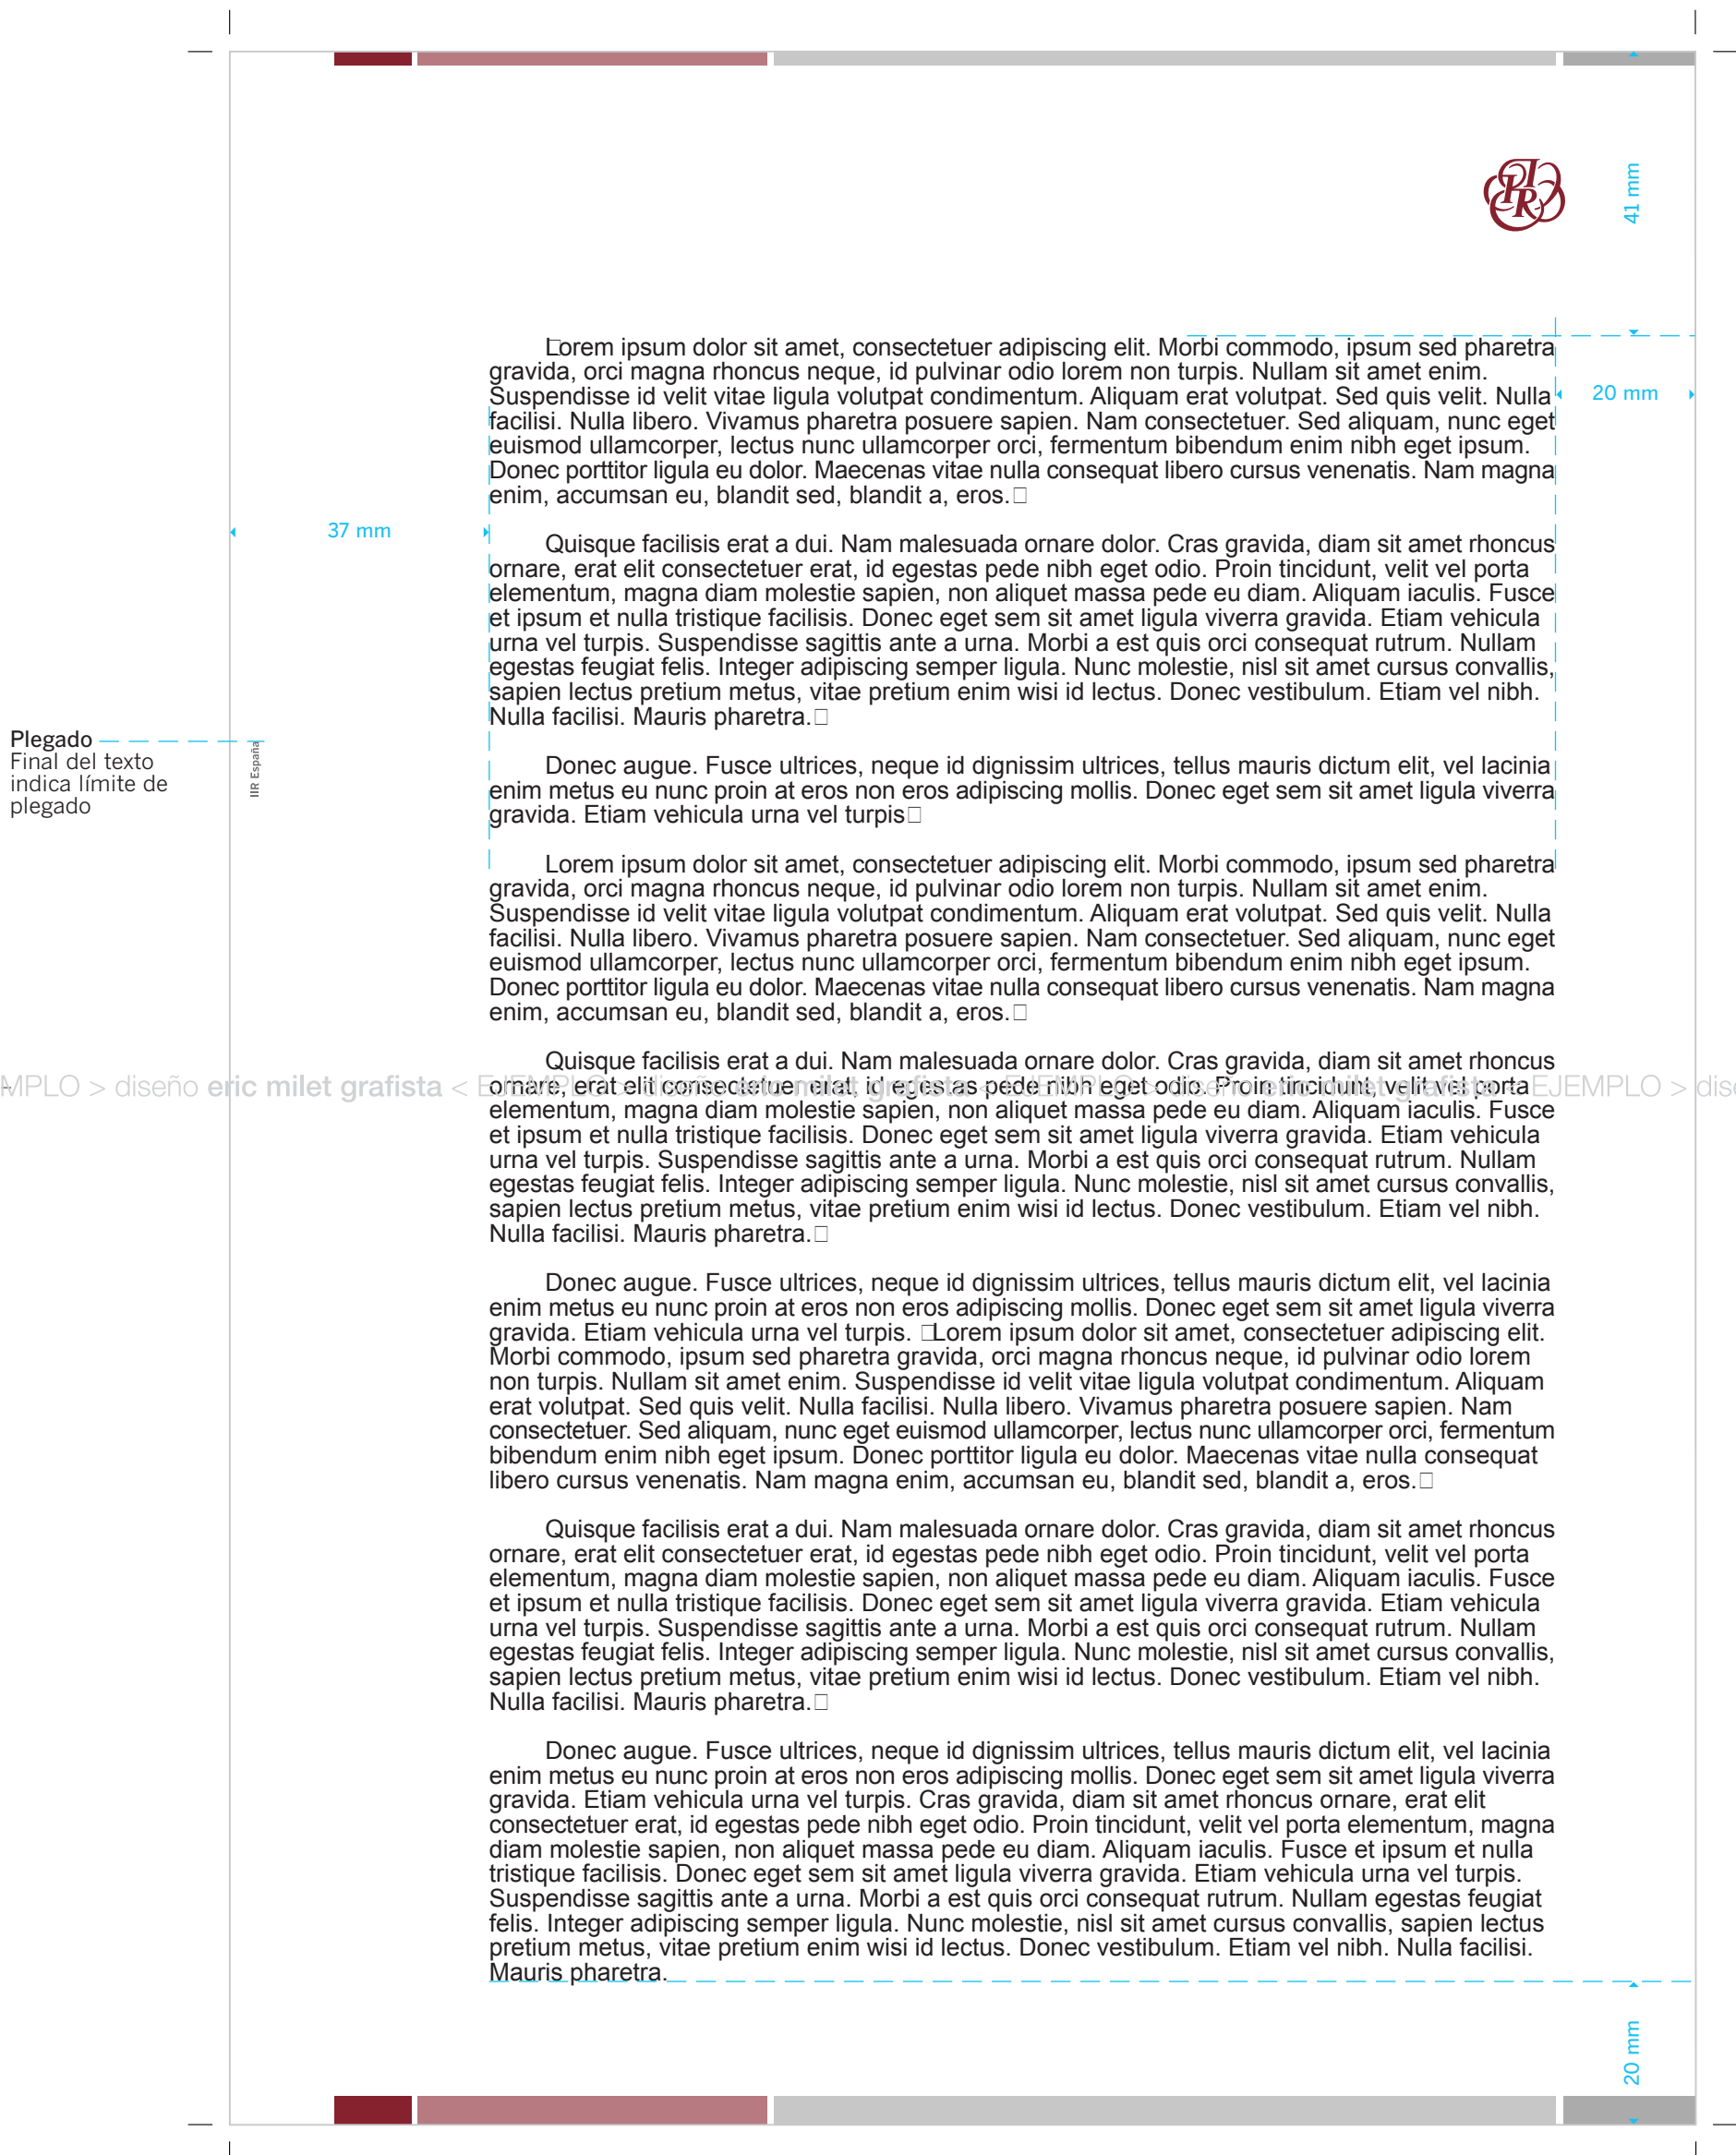 IIR
41 mm
Lorem ipsum dolor sit amet, consectetuer adipiscing elit. Morbi commodo, ipsum sed pharetra
gravida, orci magna rhoncus neque, id pulvinar odio lorem non turpis. Nullam sit amet enim.
Suspendisse id velit vitae ligula volutpat condimentum. Aliquam erat volutpat. Sed quis velit. Nulla
20 mm
facilisi. Nulla libero. Vivamus pharetra posuere sapien. Nam consectetuer. Sed aliquam, nunc eget
euismod ullamcorper, lectus nunc ullamcorper orci, fermentum bibendum enim nibh eget ipsum.
Donec porttitor ligula eu dolor. Maecenas vitae nulla consequat libero cursus venenatis. Nam magna
enim, accumsan eu, blandit sed, blandit a, eros.
37 mm
Quisque facilisis erat a dui. Nam malesuada ornare dolor. Cras gravida, diam sit amet rhoncus
ornare, erat elit consectetuer erat, id egestas pede nibh eget odio. Proin tincidunt, velit vel porta
elementum, magna diam molestie sapien, non aliquet massa pede eu diam. Aliquam iaculis. Fusce
et ipsum et nulla tristique facilisis. Donec eget sem sit amet ligula viverra gravida. Etiam vehicula
urna vel turpis. Suspendisse sagittis ante a urna. Morbi a est quis orci consequat rutrum. Nullam
egestas feugiat felis. Integer adipiscing semper ligula. Nunc molestie, nisl sit amet cursus convallis,
sapien lectus pretium metus, vitae pretium enim wisi id lectus. Donec vestibulum. Etiam vel nibh.
Nulla facilisi. Mauris pharetra.
Plegado
Final del texto
indica límite de
plegado
IIR España
Donec augue. Fusce ultrices, neque id dignissim ultrices, tellus mauris dictum elit, vel lacinia
enim metus eu nunc proin at eros non eros adipiscing mollis. Donec eget sem sit amet ligula viverra
gravida. Etiam vehicula urna vel turpis
Lorem ipsum dolor sit amet, consectetuer adipiscing elit. Morbi commodo, ipsum sed pharetra
gravida, orci magna rhoncus neque, id pulvinar odio lorem non turpis. Nullam sit amet enim.
Suspendisse id velit vitae ligula volutpat condimentum. Aliquam erat volutpat. Sed quis velit. Nulla
facilisi. Nulla libero. Vivamus pharetra posuere sapien. Nam consectetuer. Sed aliquam, nunc eget
euismod ullamcorper, lectus nunc ullamcorper orci, fermentum bibendum enim nibh eget ipsum.
Donec porttitor ligula eu dolor. Maecenas vitae nulla consequat libero cursus venenatis. Nam magna
enim, accumsan eu, blandit sed, blandit a, eros.
Quisque facilisis erat a dui. Nam malesuada ornare dolor. Cras gravida, diam sit amet rhoncus
MPLO > diseño eric milet grafista < EJEMPLO > diseño eric milet grafista < EJEMPLO > diseño eric milet grafista < EJEMPLO > dis
ornare, erat elit consectetuer erat, id egestas pede nibh eget odio. Proin tincidunt, velit vel porta
elementum, magna diam molestie sapien, non aliquet massa pede eu diam. Aliquam iaculis. Fusce
et ipsum et nulla tristique facilisis. Donec eget sem sit amet ligula viverra gravida. Etiam vehicula
urna vel turpis. Suspendisse sagittis ante a urna. Morbi a est quis orci consequat rutrum. Nullam
egestas feugiat felis. Integer adipiscing semper ligula. Nunc molestie, nisl sit amet cursus convallis,
sapien lectus pretium metus, vitae pretium enim wisi id lectus. Donec vestibulum. Etiam vel nibh.
Nulla facilisi. Mauris pharetra.
Donec augue. Fusce ultrices, neque id dignissim ultrices, tellus mauris dictum elit, vel lacinia
enim metus eu nunc proin at eros non eros adipiscing mollis. Donec eget sem sit amet ligula viverra
gravida. Etiam vehicula urna vel turpis. Lorem ipsum dolor sit amet, consectetuer adipiscing elit.
Morbi commodo, ipsum sed pharetra gravida, orci magna rhoncus neque, id pulvinar odio lorem
non turpis. Nullam sit amet enim. Suspendisse id velit vitae ligula volutpat condimentum. Aliquam
erat volutpat. Sed quis velit. Nulla facilisi. Nulla libero. Vivamus pharetra posuere sapien. Nam
consectetuer. Sed aliquam, nunc eget euismod ullamcorper, lectus nunc ullamcorper orci, fermentum
bibendum enim nibh eget ipsum. Donec porttitor ligula eu dolor. Maecenas vitae nulla consequat
libero cursus venenatis. Nam magna enim, accumsan eu, blandit sed, blandit a, eros.
Quisque facilisis erat a dui. Nam malesuada ornare dolor. Cras gravida, diam sit amet rhoncus
ornare, erat elit consectetuer erat, id egestas pede nibh eget odio. Proin tincidunt, velit vel porta
elementum, magna diam molestie sapien, non aliquet massa pede eu diam. Aliquam iaculis. Fusce
et ipsum et nulla tristique facilisis. Donec eget sem sit amet ligula viverra gravida. Etiam vehicula
urna vel turpis. Suspendisse sagittis ante a urna. Morbi a est quis orci consequat rutrum. Nullam
egestas feugiat felis. Integer adipiscing semper ligula. Nunc molestie, nisl sit amet cursus convallis,
sapien lectus pretium metus, vitae pretium enim wisi id lectus. Donec vestibulum. Etiam vel nibh.
Nulla facilisi. Mauris pharetra.
Donec augue. Fusce ultrices, neque id dignissim ultrices, tellus mauris dictum elit, vel lacinia
enim metus eu nunc proin at eros non eros adipiscing mollis. Donec eget sem sit amet ligula viverra
gravida. Etiam vehicula urna vel turpis. Cras gravida, diam sit amet rhoncus ornare, erat elit
consectetuer erat, id egestas pede nibh eget odio. Proin tincidunt, velit vel porta elementum, magna
diam molestie sapien, non aliquet massa pede eu diam. Aliquam iaculis. Fusce et ipsum et nulla
tristique facilisis. Donec eget sem sit amet ligula viverra gravida. Etiam vehicula urna vel turpis.
Suspendisse sagittis ante a urna. Morbi a est quis orci consequat rutrum. Nullam egestas feugiat
felis. Integer adipiscing semper ligula. Nunc molestie, nisl sit amet cursus convallis, sapien lectus
pretium metus, vitae pretium enim wisi id lectus. Donec vestibulum. Etiam vel nibh. Nulla facilisi.
Mauris pharetra.
20 mm